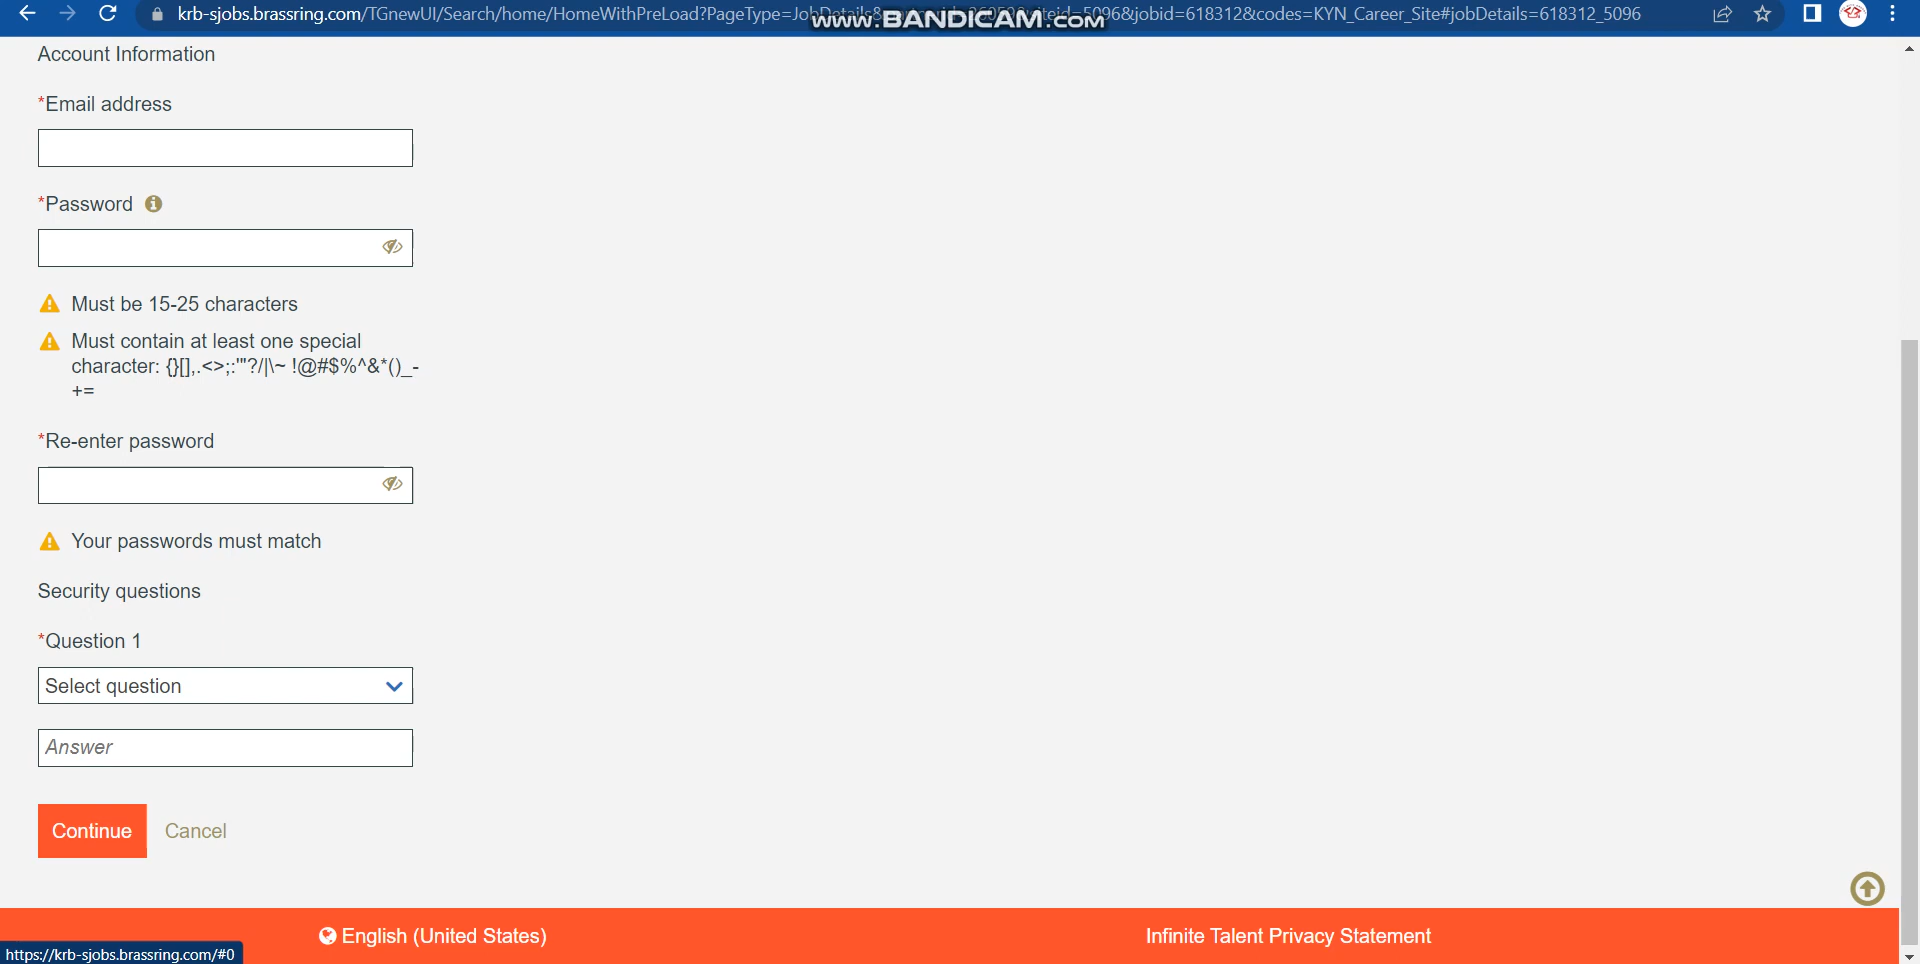 krb-sjobs.brassring.com/TGnewUI/Search/home/HomeWithPreLoad?PageType=JobDetails& siteid=5096&jobid=618312&codes=KYN_Career_Site#jobDetails=618312_5096
www.BANDICAM.com
Account Information
*Email address
*Password
Must be 15-25 characters
Must contain at least one special
character: {}[],.<>;:'"?/|\~ !@#$%^&*()_-
+=
*Re-enter password
Your passwords must match
Security questions
*Question 1
Select question
Answer
Continue Cancel
English (United States) Infinite Talent Privacy Statement
https://krb-sjobs.brassring.com/#0